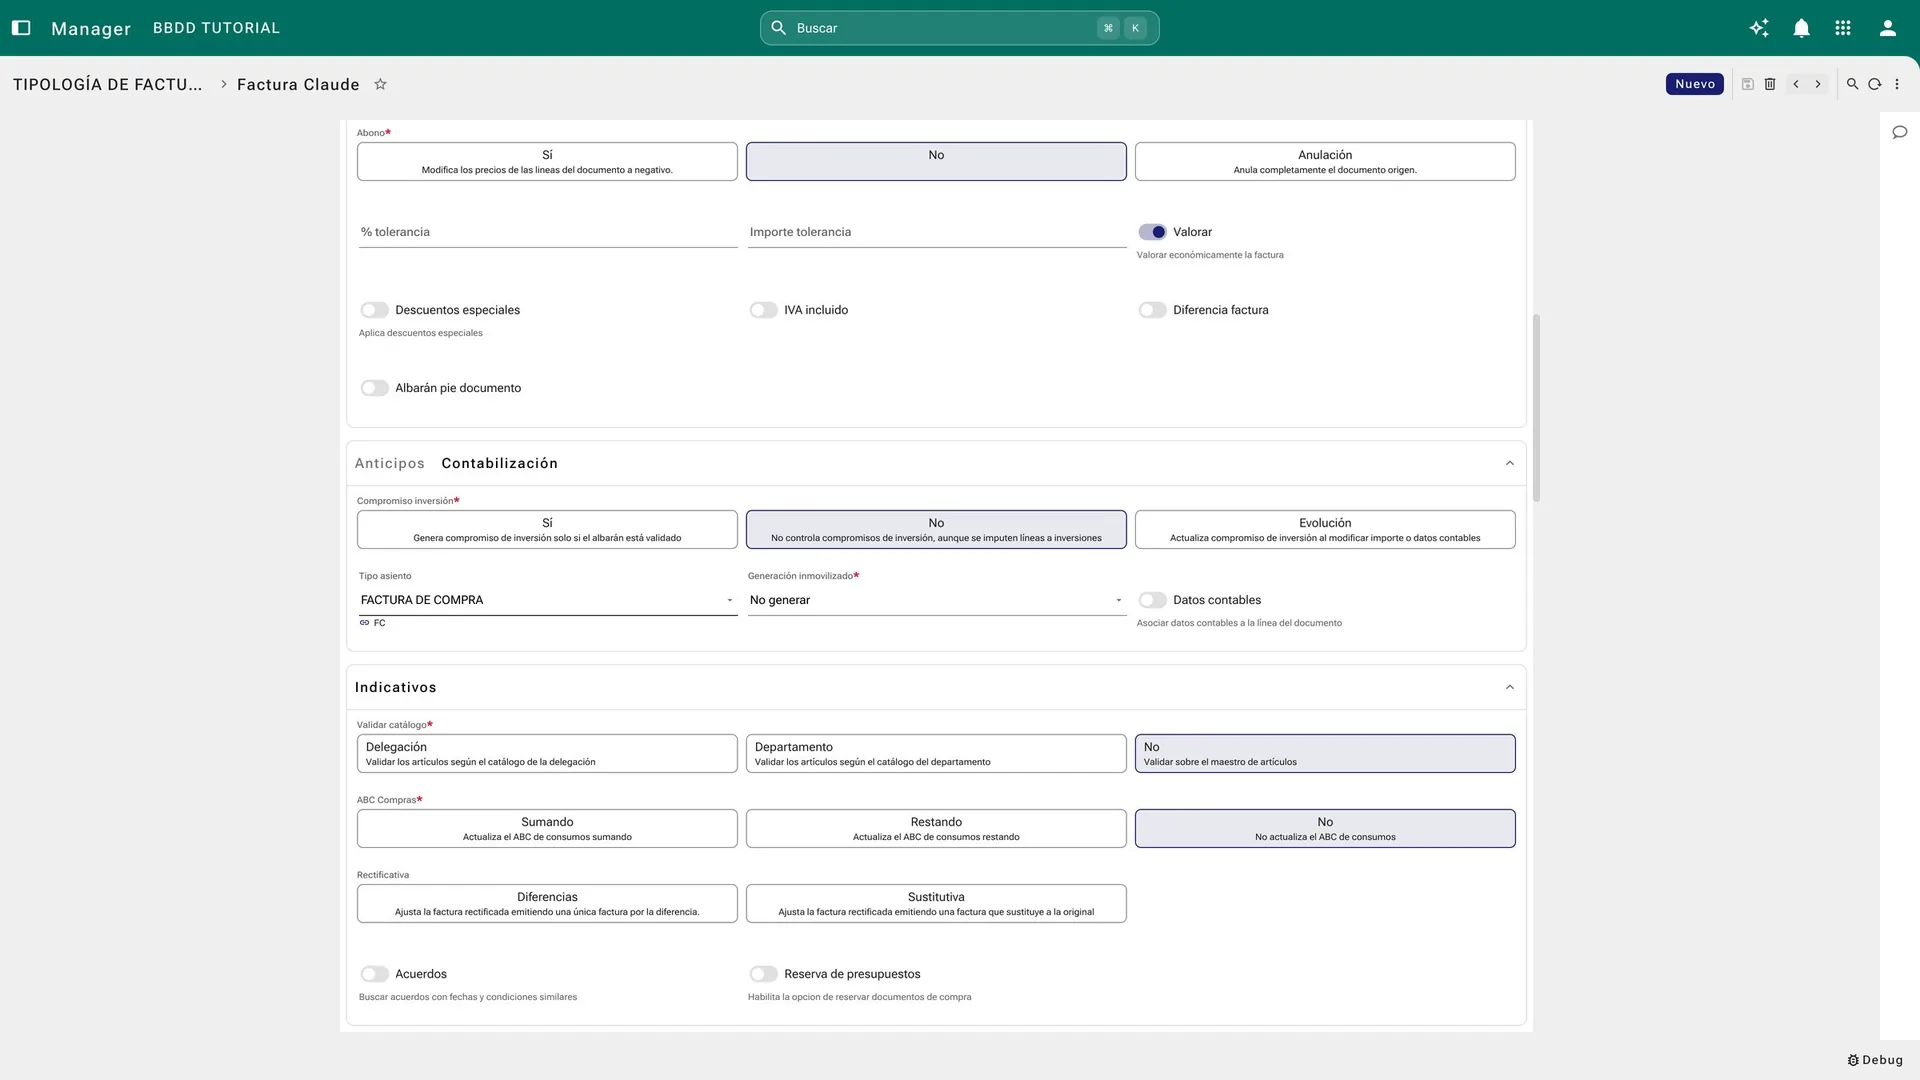 Manager
BBDD TUTORIAL
Buscar
⌘
K
TIPOLOGÍA DE FACTU...
Factura Claude
Nuevo
Abono*
Sí
Modifica los precios de las lineas del documento a negativo.
No
Anulación
Anula completamente el documento origen.
% tolerancia
Importe tolerancia
Valorar
Valorar económicamente la factura
Descuentos especiales
Aplica descuentos especiales
IVA incluido
Diferencia factura
Albarán pie documento
Anticipos
Contabilización
Compromiso inversión*
Sí
Genera compromiso de inversión solo si el albarán está validado
No
No controla compromisos de inversión, aunque se imputen líneas a inversiones
Evolución
Actualiza compromiso de inversión al modificar importe o datos contables
Tipo asiento
FACTURA DE COMPRA
FC
Generación inmovilizado*
No generar
Datos contables
Asociar datos contables a la línea del documento
Indicativos
Validar catálogo*
Delegación
Validar los artículos según el catálogo de la delegación
Departamento
Validar los artículos según el catálogo del departamento
No
Validar sobre el maestro de artículos
ABC Compras*
Sumando
Actualiza el ABC de consumos sumando
Restando
Actualiza el ABC de consumos restando
No
No actualiza el ABC de consumos
Rectificativa
Diferencias
Ajusta la factura rectificada emitiendo una única factura por la diferencia.
Sustitutiva
Ajusta la factura rectificada emitiendo una factura que sustituye a la original
Acuerdos
Buscar acuerdos con fechas y condiciones similares
Reserva de presupuestos
Habilita la opcion de reservar documentos de compra
Debug